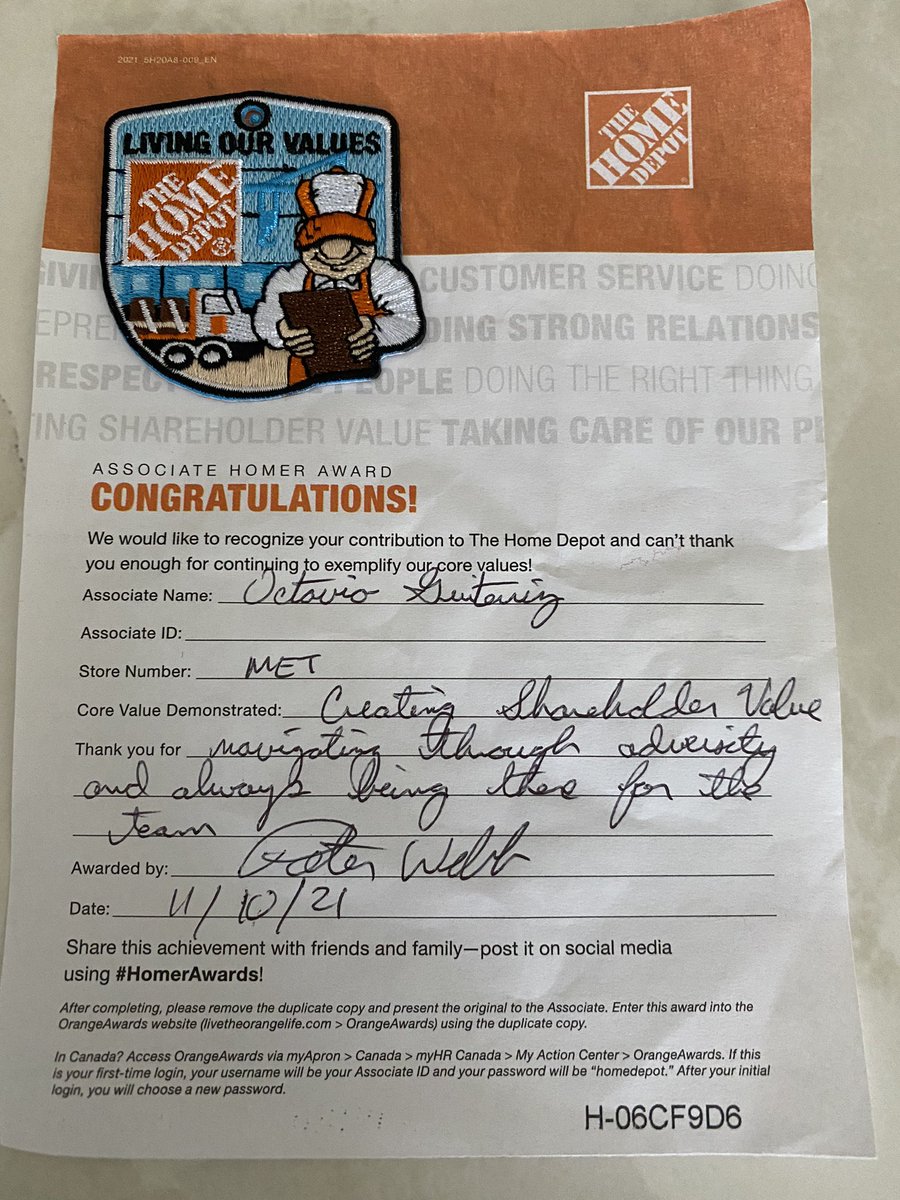 2021_5H20A8-009_EN
LIVING OUR VALUES
THE
HOME
DEPOT
THE
HOME
DEPOT
CUSTOMER SERVICE DOING
EPRE DING STRONG RELATIONS
RESPEC PEOPLE DOING THE RIGHT THING
ING SHAREHOLDER VALUE TAKING CARE OF OUR PE
ASSOCIATE HOMER AWARD
CONGRATULATIONS!
We would like to recognize your contribution to The Home Depot and can't thank
you enough for continuing to exemplify our core values!
Associate Name: Octavio
Associate ID:
Store Number: MET
Core Value Demonstrated: Creating Shareholder Value
Thank you for navigating through adversity
and always being there for the
team
Awarded by: Peter Webb
Date: 11/10/21
Share this achievement with friends and family—post it on social media
using #HomerAwards!
After completing, please remove the duplicate copy and present the original to the Associate. Enter this award into the
OrangeAwards website (livetheorangelife.com > OrangeAwards) using the duplicate copy.
In Canada? Access OrangeAwards via myApron > Canada > myHR Canada > My Action Center > OrangeAwards. If this
is your first-time login, your username will be your Associate ID and your password will be "homedepot." After your initial
login, you will choose a new password.
H-06CF9D6